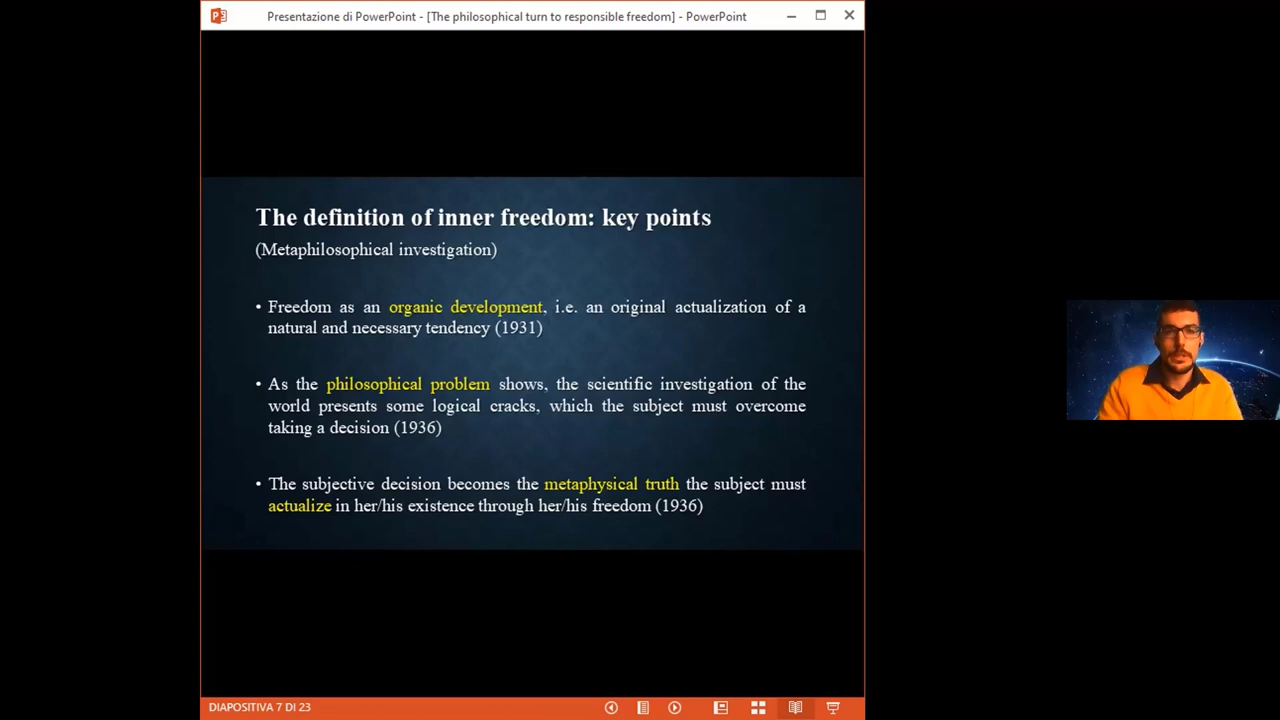 Presentazione di PowerPoint - [The philosophical turn to responsible freedom] - PowerPoint
The definition of inner freedom: key points
(Metaphilosophical investigation)
• Freedom as an organic development, i.e. an original actualization of a
natural and necessary tendency (1931)
• As the philosophical problem shows, the scientific investigation of the
world presents some logical cracks, which the subject must overcome
taking a decision (1936)
• The subjective decision becomes the metaphysical truth the subject must
actualize in her/his existence through her/his freedom (1936)
DIAPOSITIVA 7 DI 23